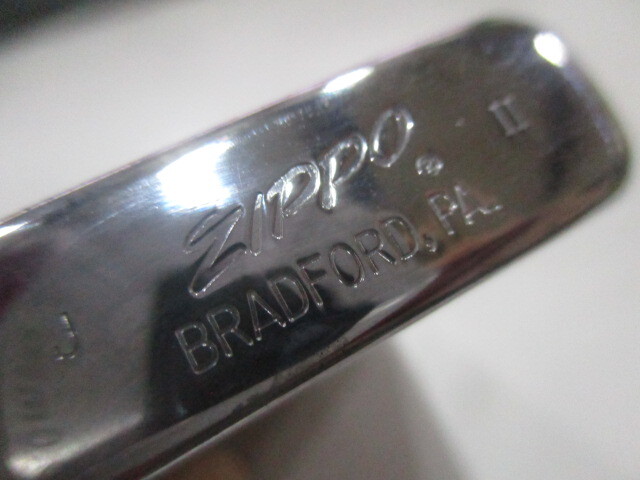 J ZIPPO ® II
BRADFORD, PA.